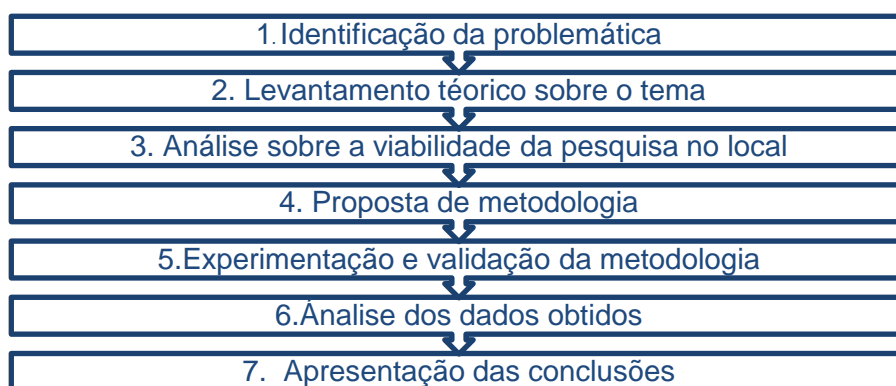 1. Identificação da problemática
2. Levantamento téorico sobre o tema
3. Análise sobre a viabilidade da pesquisa no local
4. Proposta de metodologia
5.Experimentação e validação da metodologia
6.Ánalise dos dados obtidos
7. Apresentação das conclusões